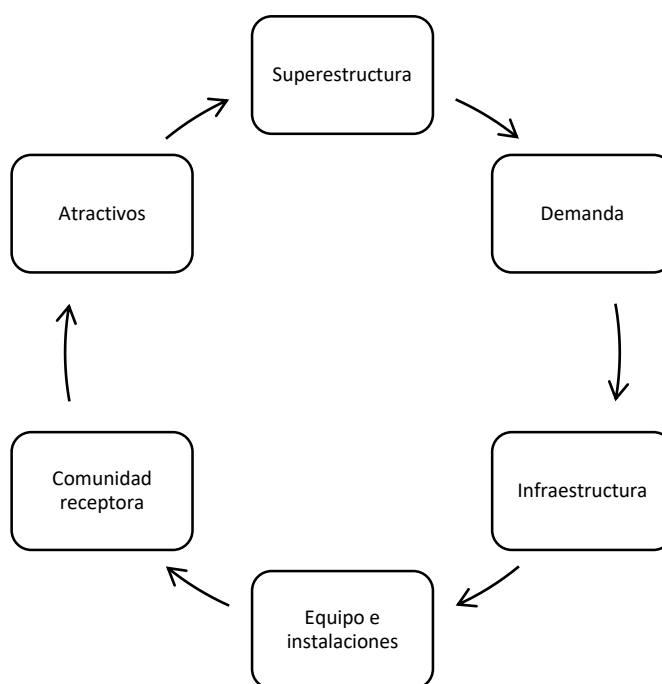 Superestructura
Demanda
Infraestructura
Equipo e
instalaciones
Comunidad
receptora
Atractivos